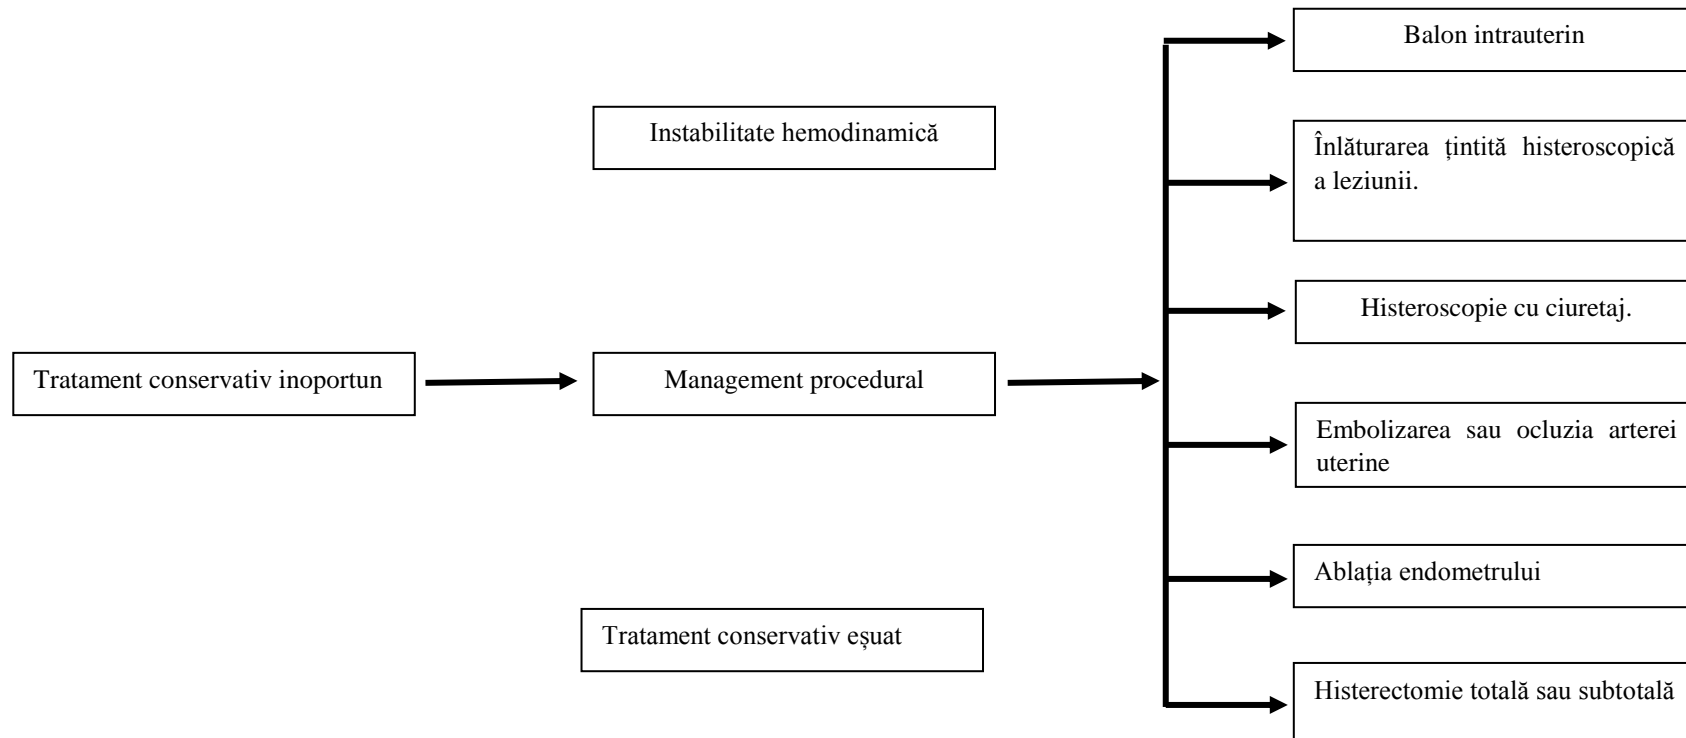 Balon intrauterin
Instabilitate hemodinamică
Înlăturarea țintită histeroscopică
a leziunii.
Histeroscopie cu ciuretaj.
Tratament conservativ inoportun
Management procedural
Embolizarea sau ocluzia arterei
uterine
Ablația endometrului
Tratament conservativ eșuat
Histerectomie totală sau subtotală